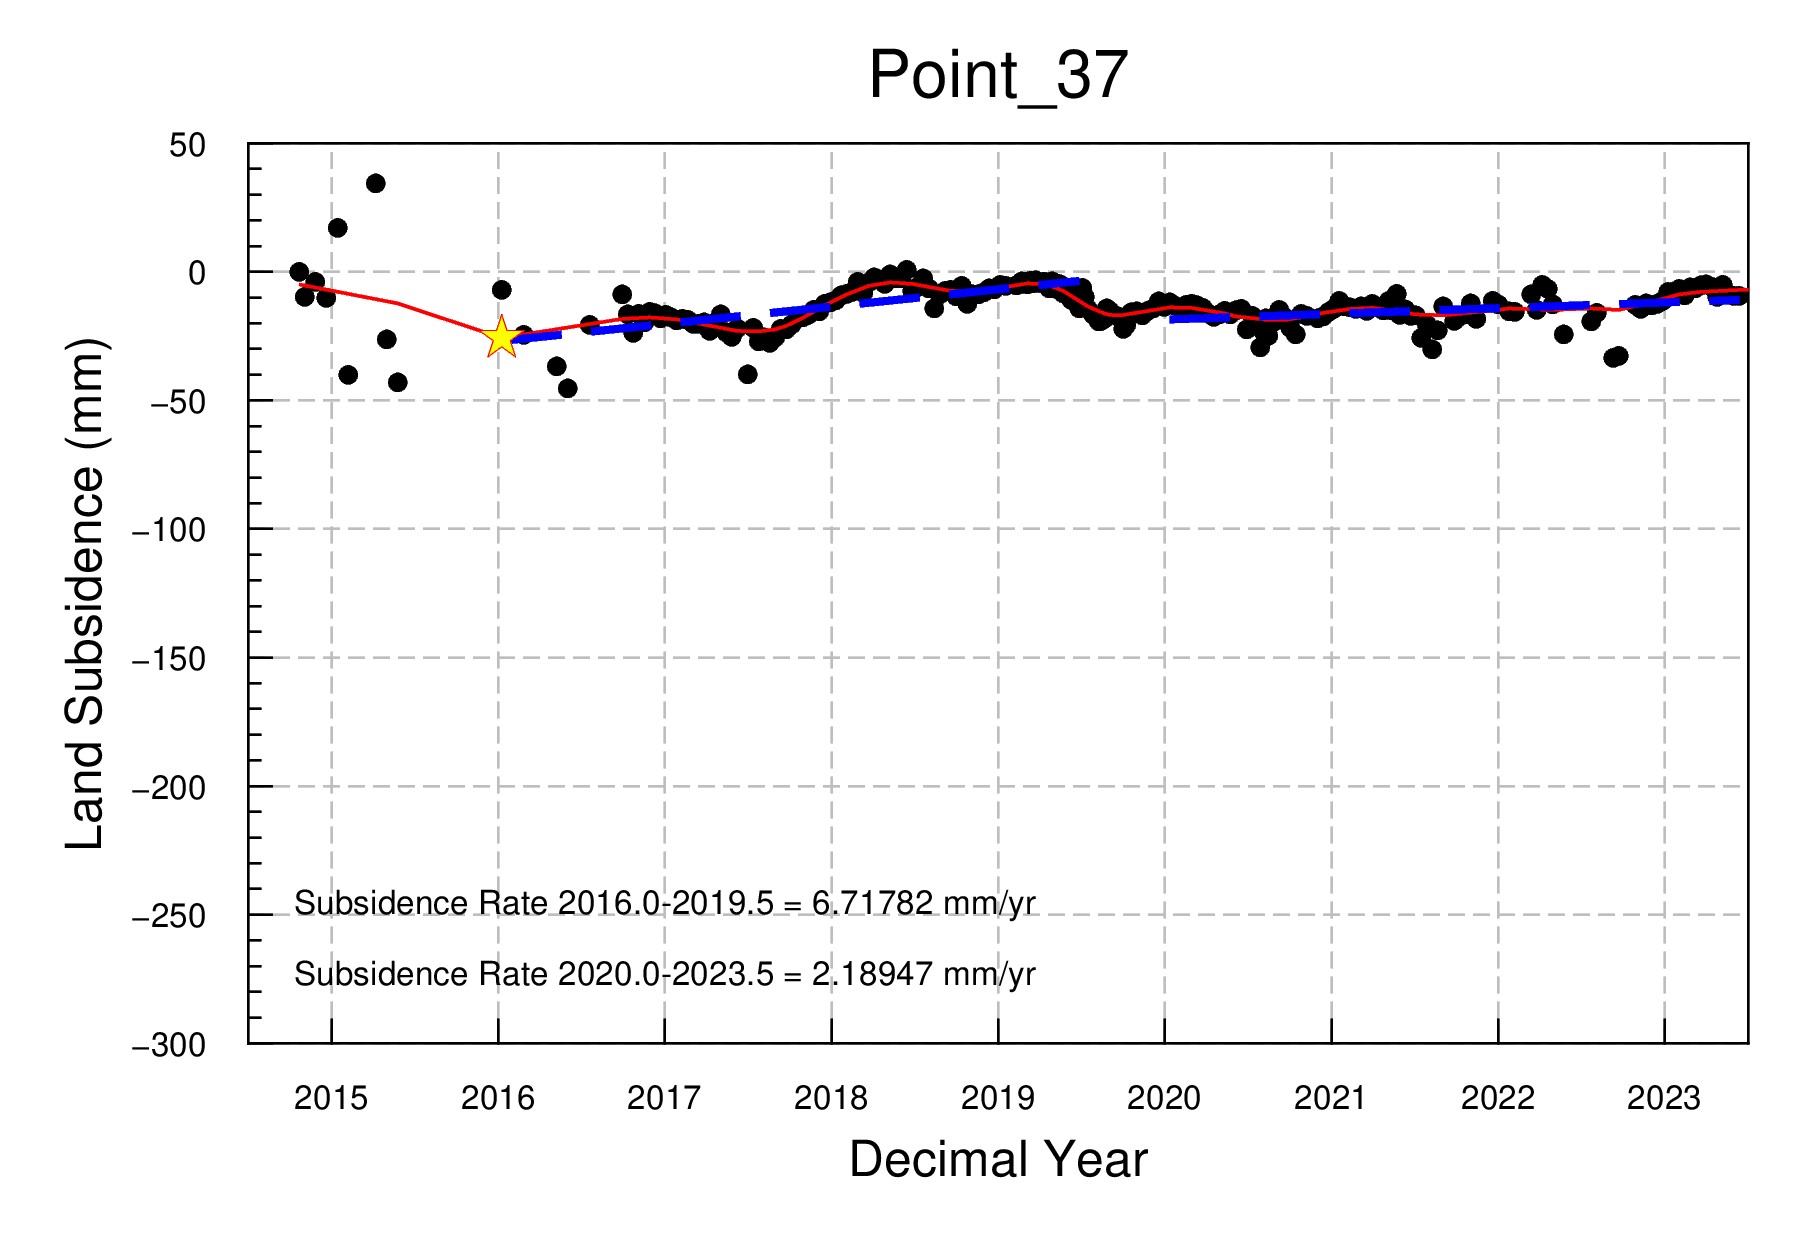 Point_37
50
0
−50
−100
−150
−200
−250
−300
Land Subsidence (mm)
Subsidence Rate 2016.0-2019.5 = 6.71782 mm/yr
Subsidence Rate 2020.0-2023.5 = 2.18947 mm/yr
2015 2016 2017 2018 2019 2020 2021 2022 2023
Decimal Year